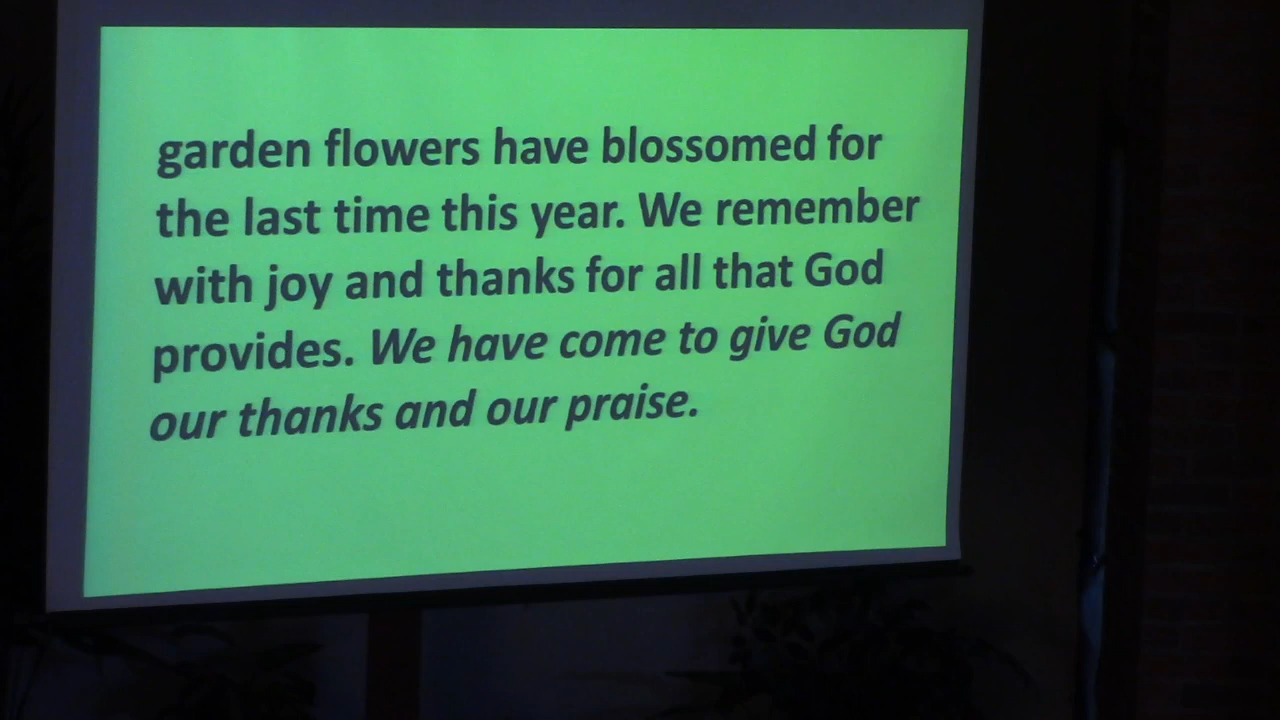 garden flowers have blossomed for
the last time this year. We remember
with joy and thanks for all that God
provides. We have come to give God
our thanks and our praise.